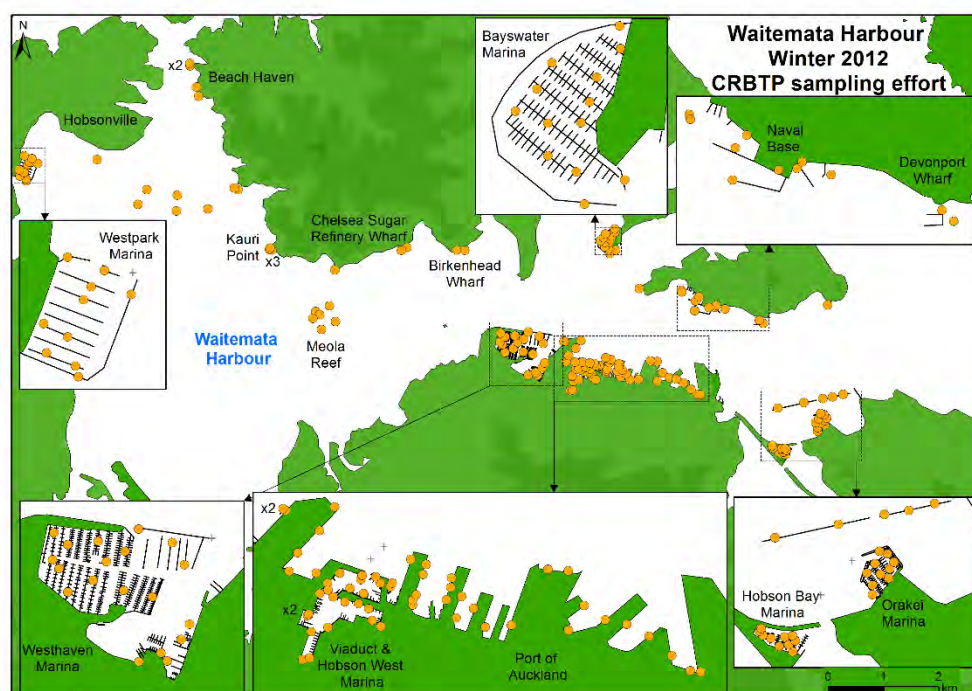 N
Waitemata Harbour
Winter 2012
CRBTP sampling effort
Bayswater
Marina
x2
Beach Haven
Hobsonville
Naval
Base
Devonport
Wharf
Westpark
Marina
Kauri
Point
x3
Chelsea Sugar
Refinery Wharf
Birkenhead
Wharf
Waitemata
Harbour
Meola
Reef
x2
x2
Westhaven
Marina
Viaduct &
Hobson West
Marina
Port of
Auckland
Hobson Bay
Marina
Orakei
Marina
0 1 2
km